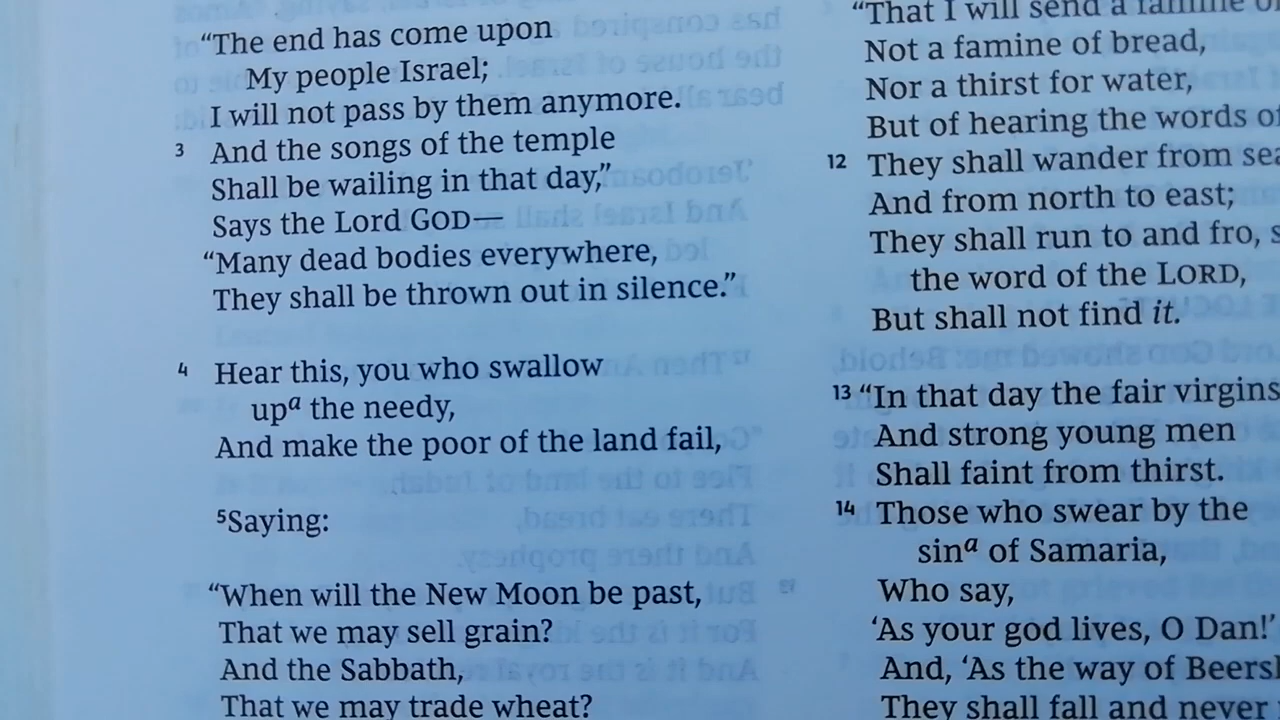 “The end has come upon
My people Israel;
I will not pass by them anymore.
3 And the songs of the temple
Shall be wailing in that day,”
Says the Lord GOD—
“Many dead bodies everywhere,
They shall be thrown out in silence.”
4 Hear this, you who swallow
upᵃ the needy,
And make the poor of the land fail,
⁵Saying:
“When will the New Moon be past,
That we may sell grain?
And the Sabbath,
That we may trade wheat?
“That I will send a famine
Not a famine of bread,
Nor a thirst for water,
But of hearing the words
12 They shall wander from
And from north to east;
They shall run to and fro,
the word of the LORD,
But shall not find it.
13 “In that day the fair virgins
And strong young men
Shall faint from thirst.
14 Those who swear by the
sinᵃ of Samaria,
Who say,
‘As your god lives, O Dan!’
And, ‘As the way of
They shall fall and never